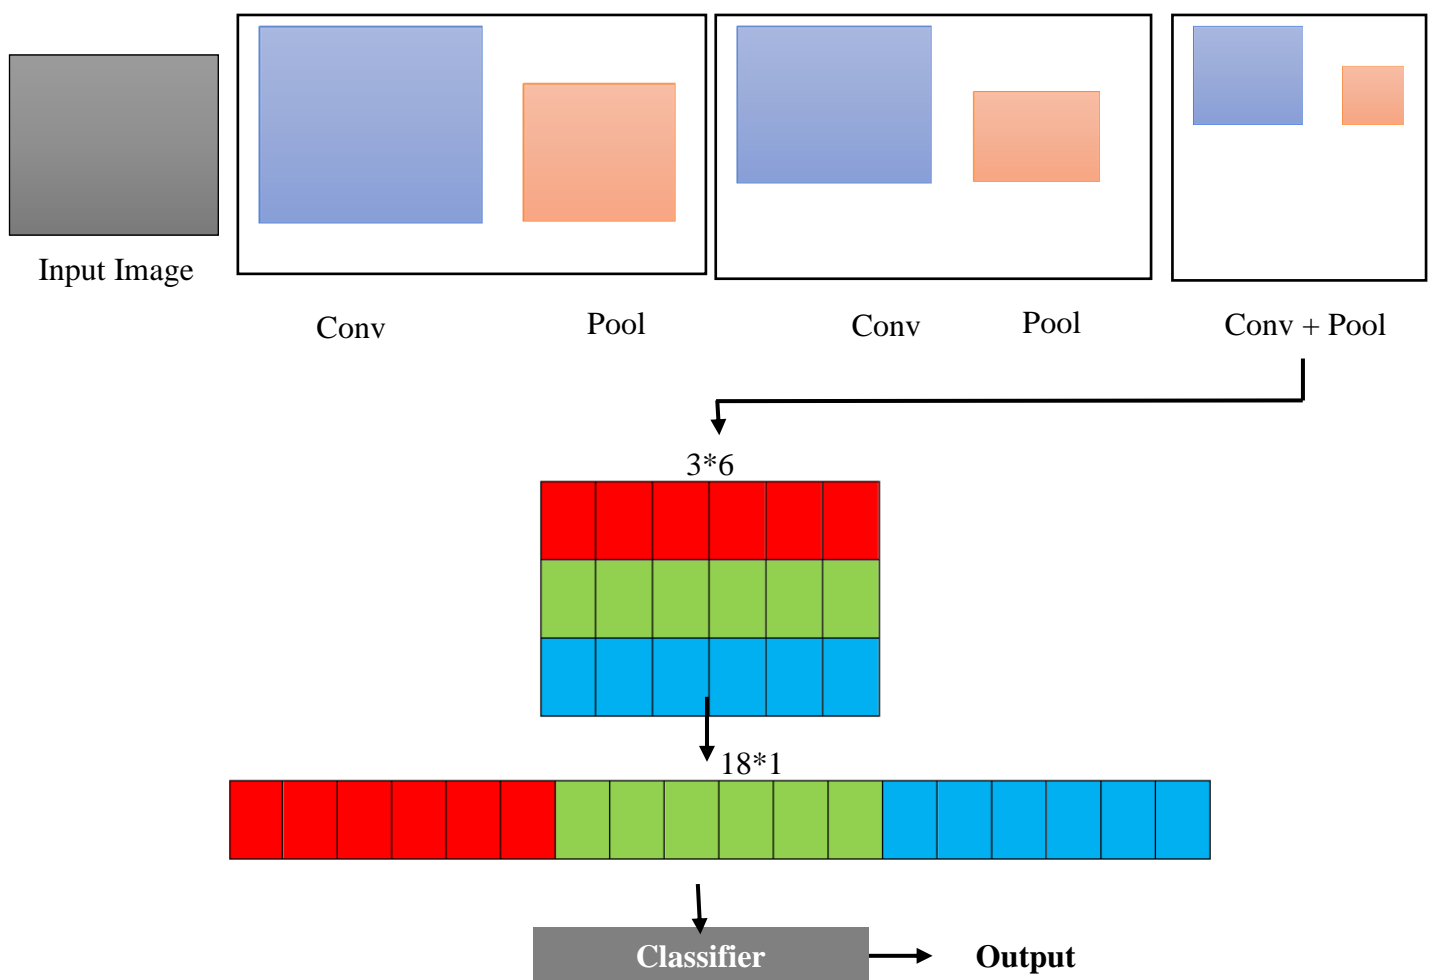 Input Image
Conv
Pool
Conv
Pool
Conv + Pool
3*6
18*1
Classifier
Output